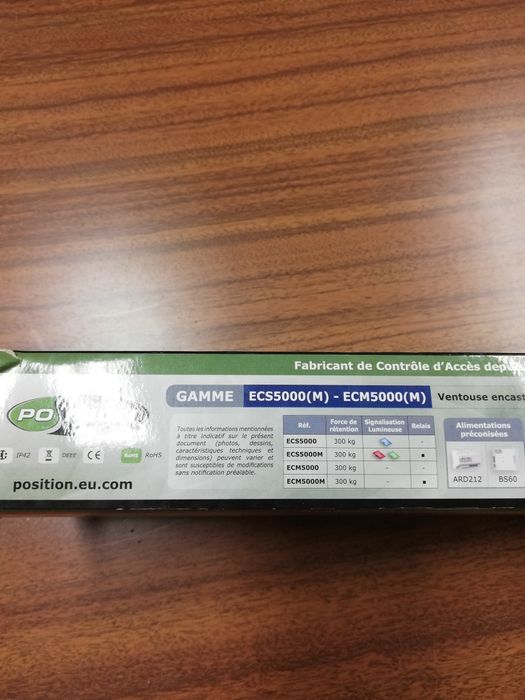 Fabricant de Contrôle d'Accès
PO
GAMME ECS5000(M) - ECM5000(M) Ventouse
IP42 DEEE CE RoHS RoHS
position.eu.com
Toutes les informations mentionnées
à titre indicatif sur le présent
document (photos, dessins,
caractéristiques techniques et
dimensions) peuvent varier et
sont susceptibles de modifications
sans notification préalable.
Réf. Force de rétention Signalisation Lumineuse Relais
ECS5000 300 kg -
ECS5000M 300 kg ▪
ECM5000 300 kg - -
ECM5000M 300 kg - ▪
Alimentations
préconisées
ARD212 BS60